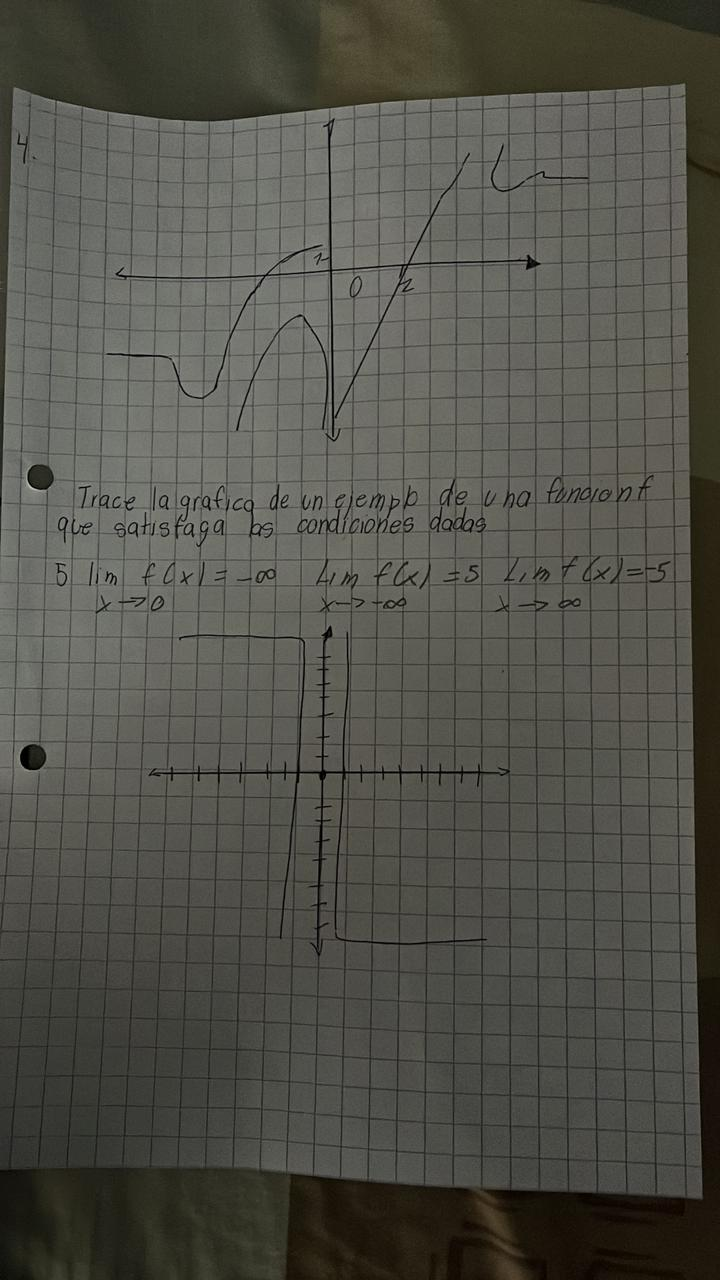 4.
1
0
2
Trace la grafica de un ejemplo de una funcion f
que satisfaga las condiciones dadas
5 lim f(x) = -∞ Lim f(x) = 5 Lim f(x) = -5
x → 0 x → -∞ x → ∞